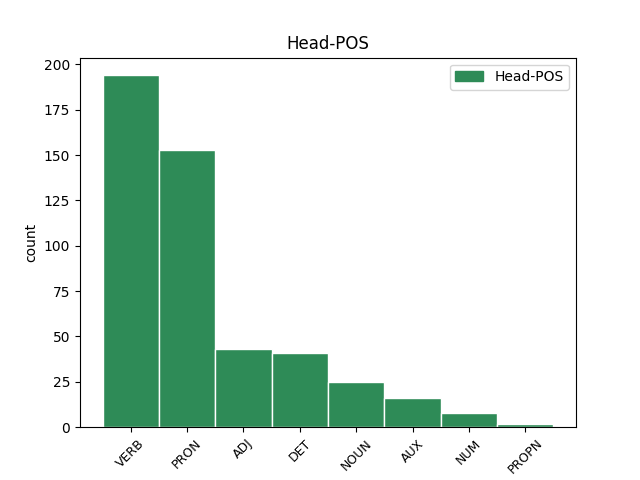 Head-POS
Head-POS
200
175
150
125
100
75
50
25
0
count
VERB
PRON
ADJ
DET
NOUN
AUX
NUM
PROPN